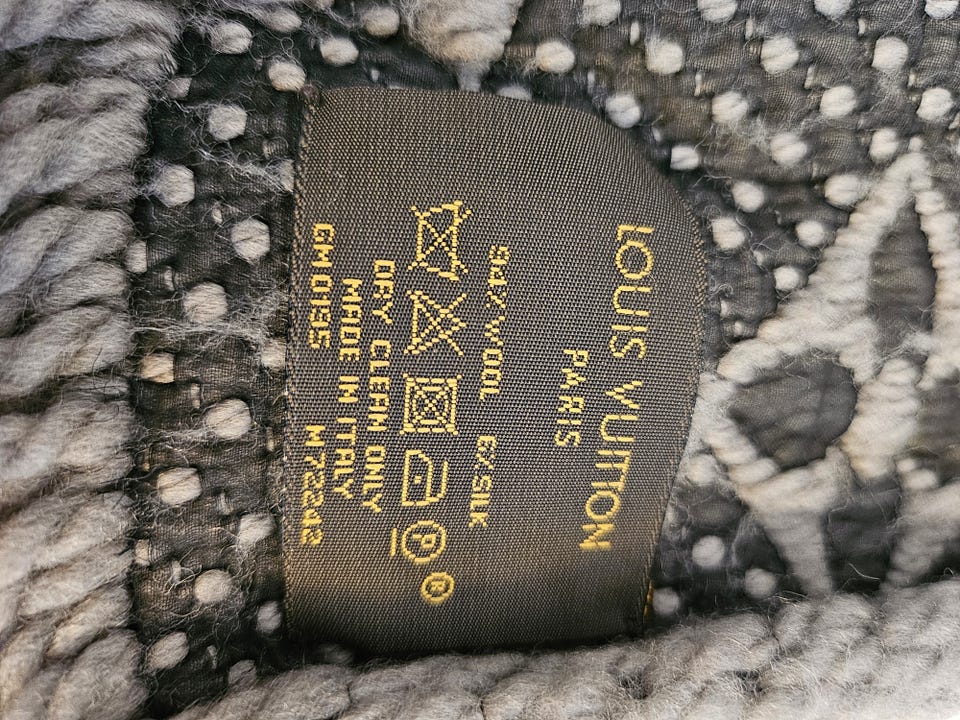 LOUIS VUITTON
PARIS
94% WOOL 6% SILK
P
®
DRY CLEAN ONLY
MADE IN ITALY
GM0195 M72242